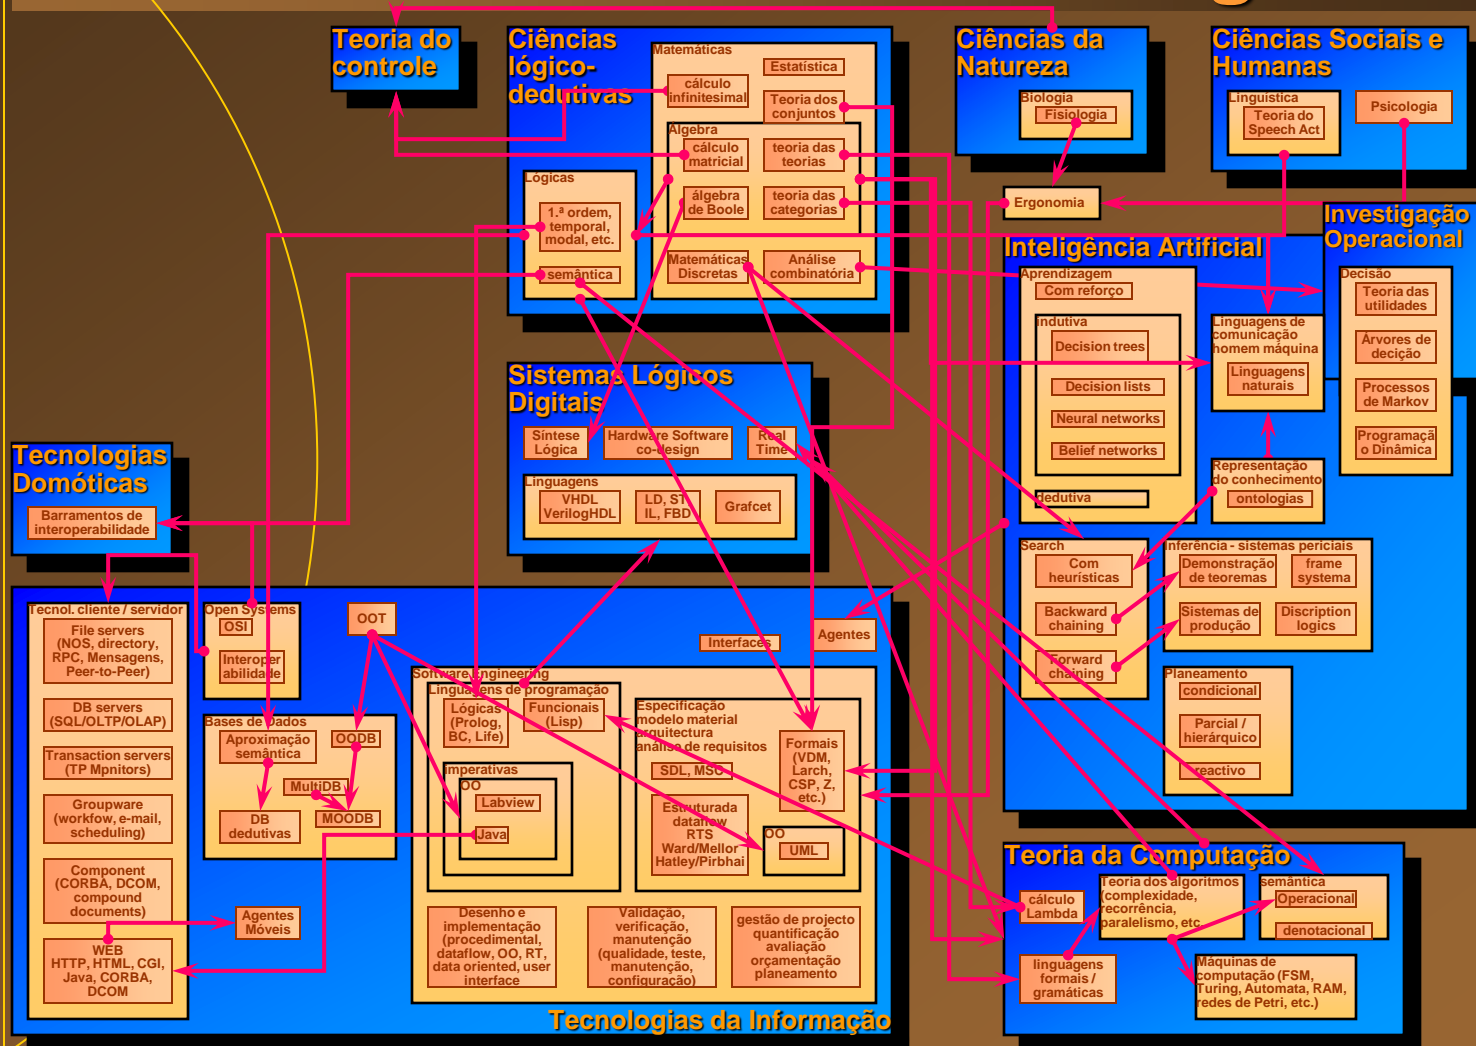 Teoria do
controle
Ciências
lógico-
dedutivas
Matemáticas
Estatística
cálculo
infinitesimal
Teoria dos
conjuntos
Álgebra
cálculo
matricial
teoria das
teorias
álgebra
de Boole
teoria das
categorias
Lógicas
1.ª ordem,
temporal,
modal, etc.
semântica
Matemáticas
Discretas
Análise
combinatória
Ciências da
Natureza
Biologia
Fisiologia
Ergonomia
Ciências Sociais e
Humanas
Linguística
Teoria do
Speech Act
Psicologia
Investigação
Operacional
Decisão
Teoria das
utilidades
Árvores de
decição
Processos
de Markov
Programaçã
o Dinâmica
Inteligência Artificial
Aprendizagem
Com reforço
indutiva
Decision trees
Decision lists
Neural networks
Belief networks
dedutiva
Linguagens de
comunicação
homem máquina
Linguagens
naturais
Representação
do conhecimento
ontologias
Search
Com
heurísticas
Backward
chaining
Forward
chaining
Inferência - sistemas periciais
Demonstração
de teoremas
frame
systema
Sistemas de
produção
Discription
logics
Planeamento
condicional
Parcial /
hierárquico
reactivo
Sistemas Lógicos
Digitais
Síntese
Lógica
Hardware Software
co-design
Real
Time
Linguagens
VHDL
VerilogHDL
LD, ST
IL, FBD
Grafcet
Tecnologias
Domóticas
Barramentos de
interoperabilidade
Tecnol. cliente / servidor
File servers
(NOS, directory,
RPC, Mensagens,
Peer-to-Peer)
DB servers
(SQL/OLTP/OLAP)
Transaction servers
(TP Mpnitors)
Groupware
(workfow, e-mail,
scheduling)
Component
(CORBA, DCOM,
compound
documents)
WEB
HTTP, HTML, CGI,
Java, CORBA,
DCOM
Open Systems
OSI
Interoper
abilidade
OOT
Bases de Dados
Aproximação
semântica
OODB
MultiDB
DB
dedutivas
MOODB
Agentes
Móveis
Interfaces
Agentes
Software Engineering
Linguagens de programação
Lógicas
(Prolog,
BC, Life)
Funcionais
(Lisp)
imperativas
OO
Labview
Java
Especificação
modelo material
arquitectura
análise de requisitos
SDL, MSC
Estruturada
dataflow
RTS
Ward/Mellor
Hatley/Pirbhai
Formais
(VDM,
Larch,
CSP, Z,
etc.)
OO
UML
Desenho e
implementação
(procedimental,
dataflow, OO, RT,
data oriented, user
interface
Validação,
verificação,
manutenção
(qualidade, teste,
manutenção,
configuração)
gestão de projecto
quantificação
avaliação
orçamentação
planeamento
Tecnologias da Informação
Teoria da Computação
cálculo
Lambda
Teoria dos algoritmos
(complexidade,
recorrência,
paralelismo, etc
semântica
Operacional
denotacional
linguagens
formais /
gramáticas
Máquinas de
computação (FSM,
Turing, Automata, RAM,
redes de Petri, etc.)